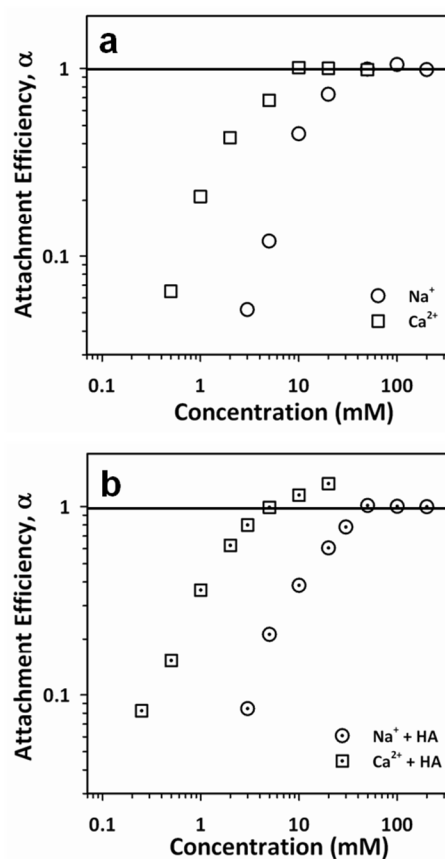 a
Attachment Efficiency, α
1
0.1
Na⁺
Ca²⁺
0.1 1 10 100
Concentration (mM)
b
Attachment Efficiency, α
1
0.1
Na⁺ + HA
Ca²⁺ + HA
0.1 1 10 100
Concentration (mM)